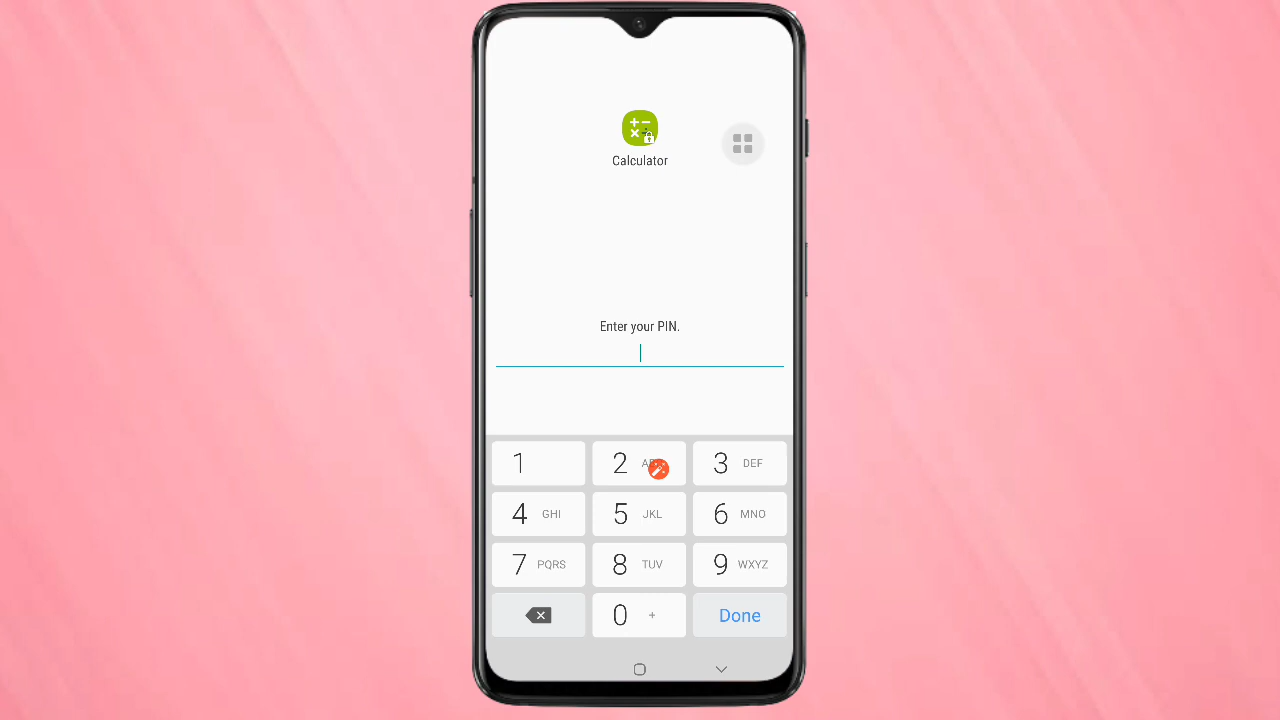 Calculator
Enter your PIN.
1
2
3 DEF
4 GHI
5 JKL
6 MNO
7 PQRS
8 TUV
9 WXYZ
0 +
Done